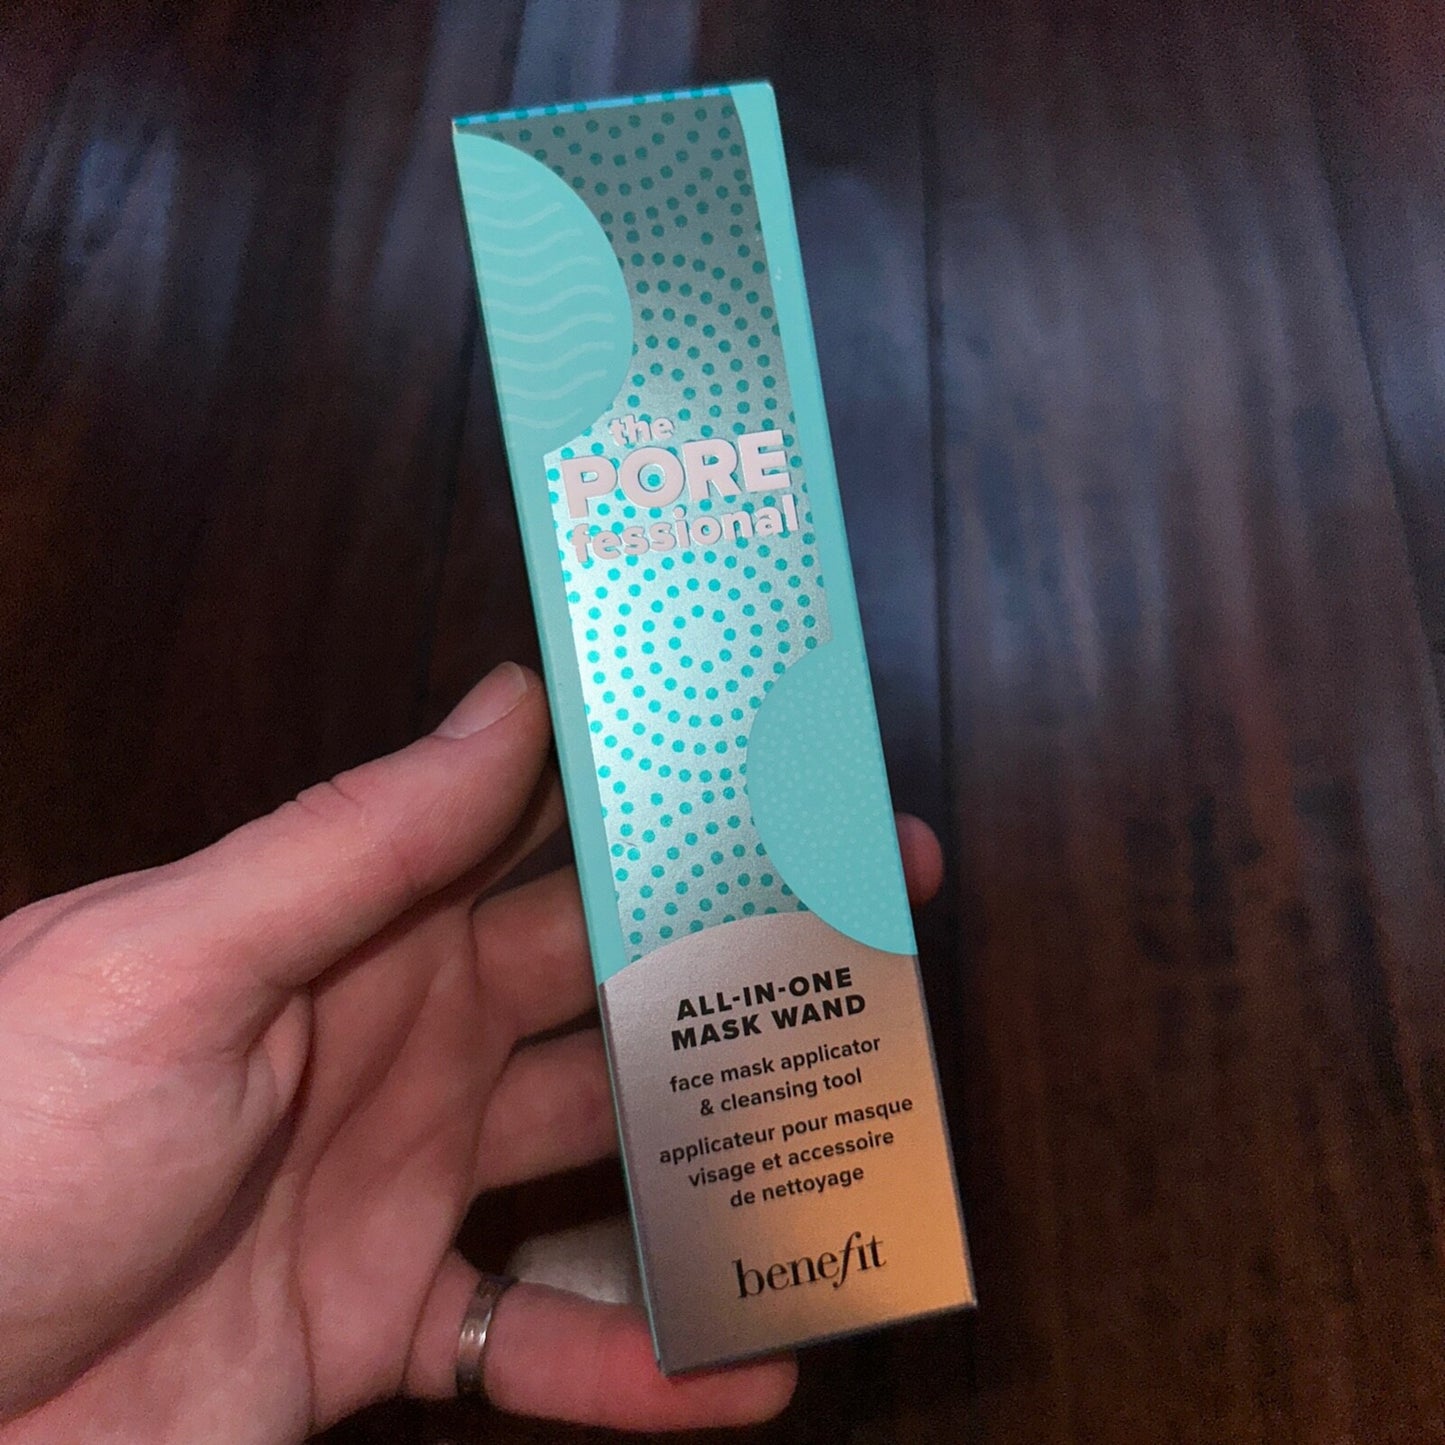 the
PORE
fessional
ALL-IN-ONE
MASK WAND
face mask applicator
& cleansing tool
applicateur pour masque
visage et accessoire
de nettoyage
benefit